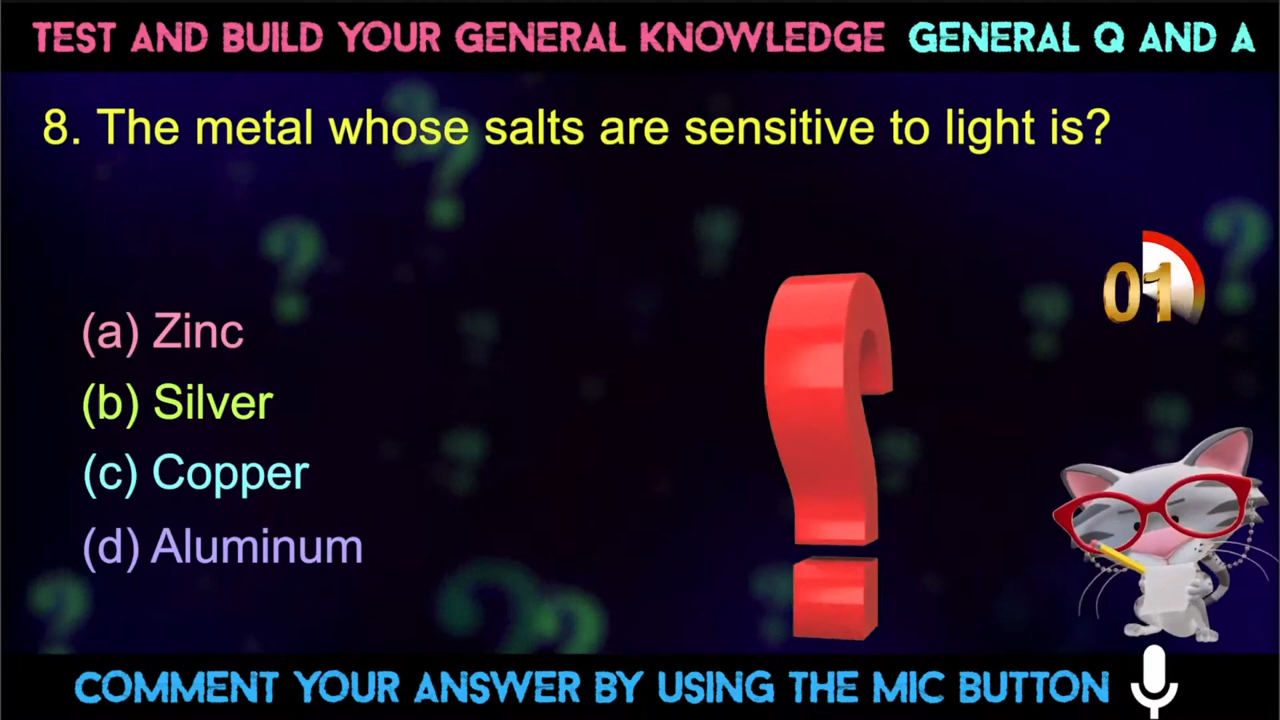 TEST AND BUILD YOUR GENERAL KNOWLEDGE GENERAL Q AND A
8. The metal whose salts are sensitive to light is?
01
(a) Zinc
(b) Silver
(c) Copper
(d) Aluminum
COMMENT YOUR ANSWER BY USING THE MIC BUTTON